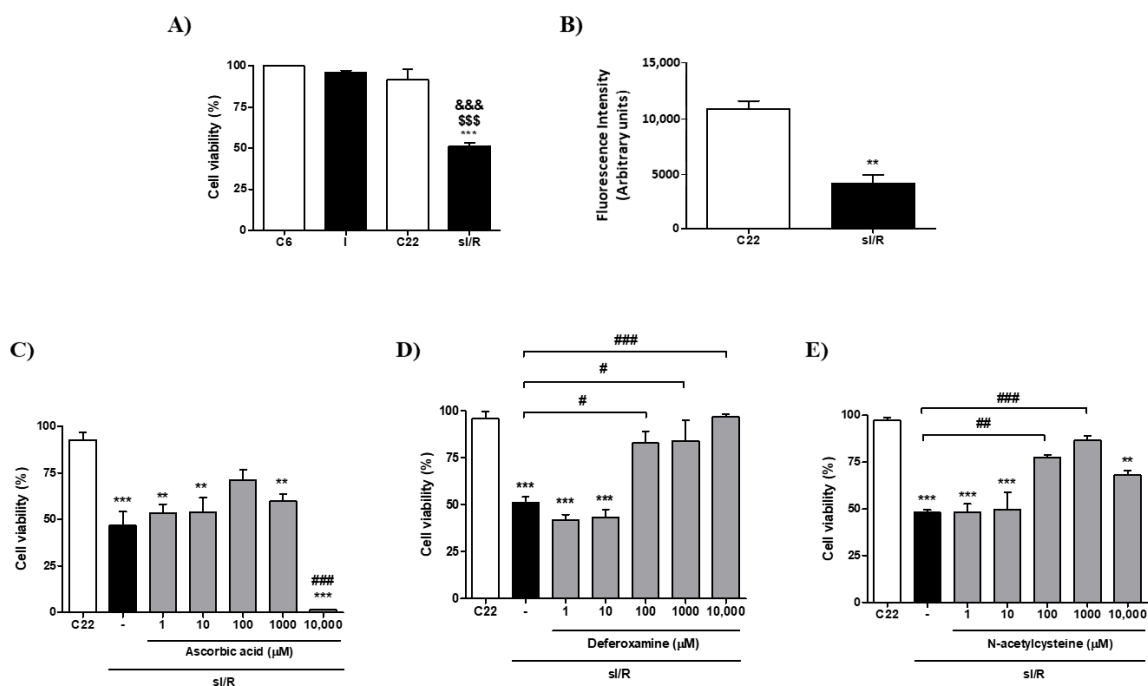 A)
Cell viability (%)
100
75
50
25
0
&&&
$$$
***
C6 I C22 sI/R
B)
Fluorescence Intensity
(Arbitrary units)
15,000
10,000
5000
0
**
C22 sI/R
C)
Cell viability (%)
100
75
50
25
0
*** ** ** ** ###
***
C22 - 1 10 100 1000 10,000
Ascorbic acid (µM)
sI/R
D)
Cell viability (%)
100
75
50
25
0
###
#
#
*** *** ***
C22 - 1 10 100 1000 10,000
Deferoxamine (µM)
sI/R
E)
Cell viability (%)
100
75
50
25
0
###
##
*** *** *** **
C22 - 1 10 100 1000 10,000
N-acetylcysteine (µM)
sI/R